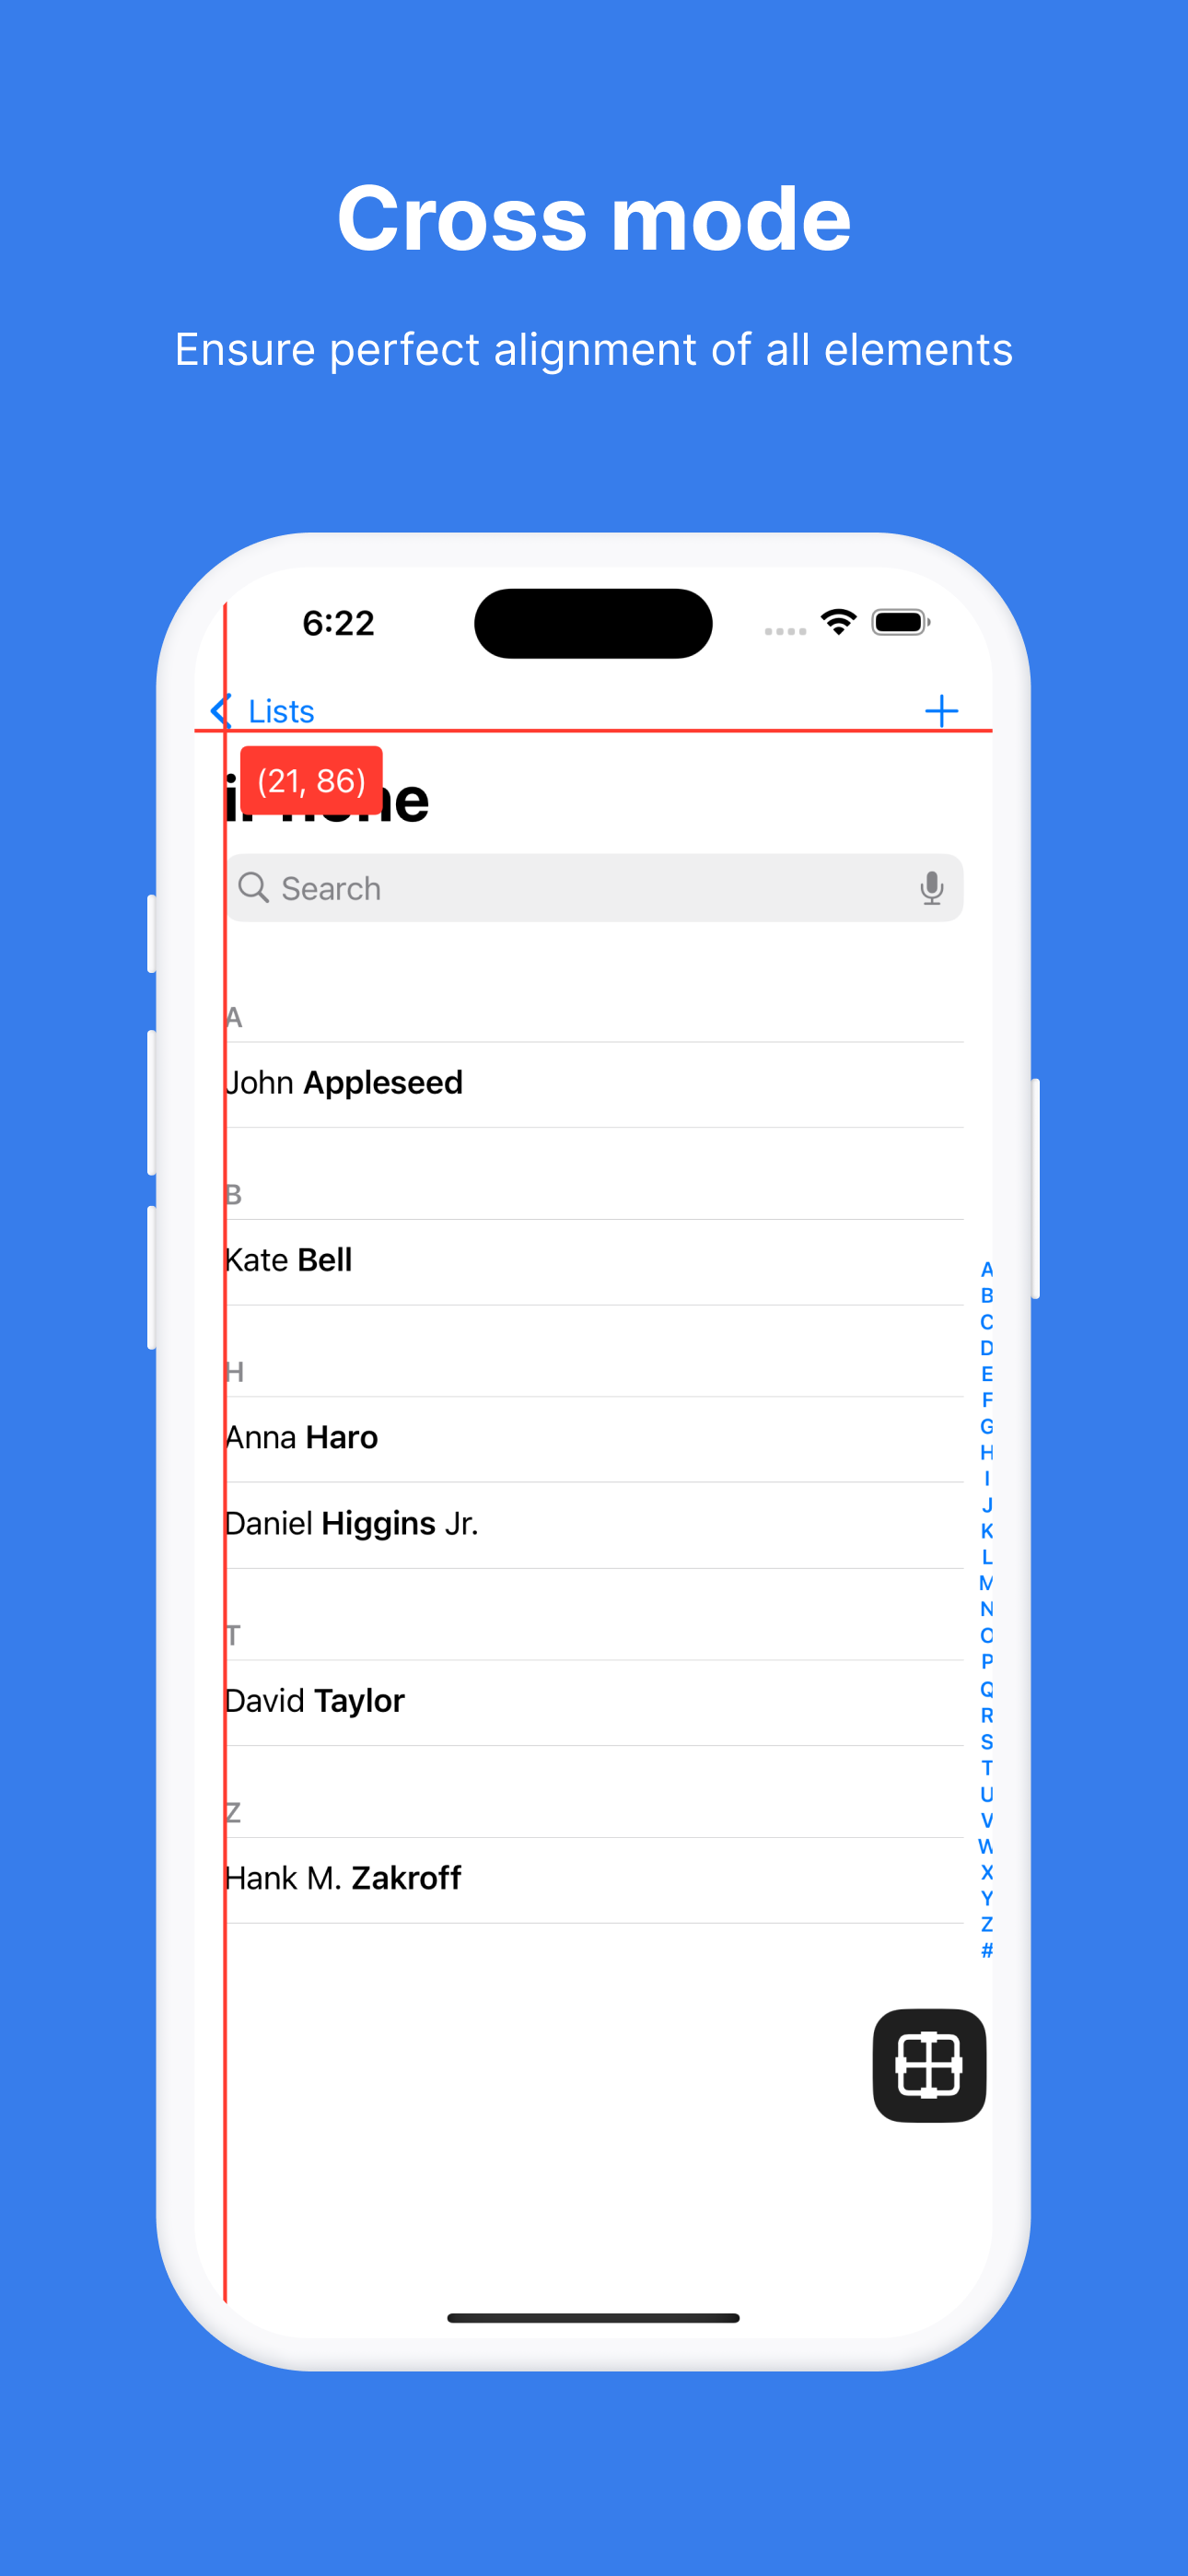 Cross mode
Ensure perfect alignment of all elements
6:22
Lists
(21, 86)
Search
A
John Appleseed
B
Kate Bell
H
Anna Haro
Daniel Higgins Jr.
T
David Taylor
Z
Hank M. Zakroff
A
B
C
D
E
F
G
H
I
J
K
L
M
N
O
P
Q
R
S
T
U
V
W
X
Y
Z
#